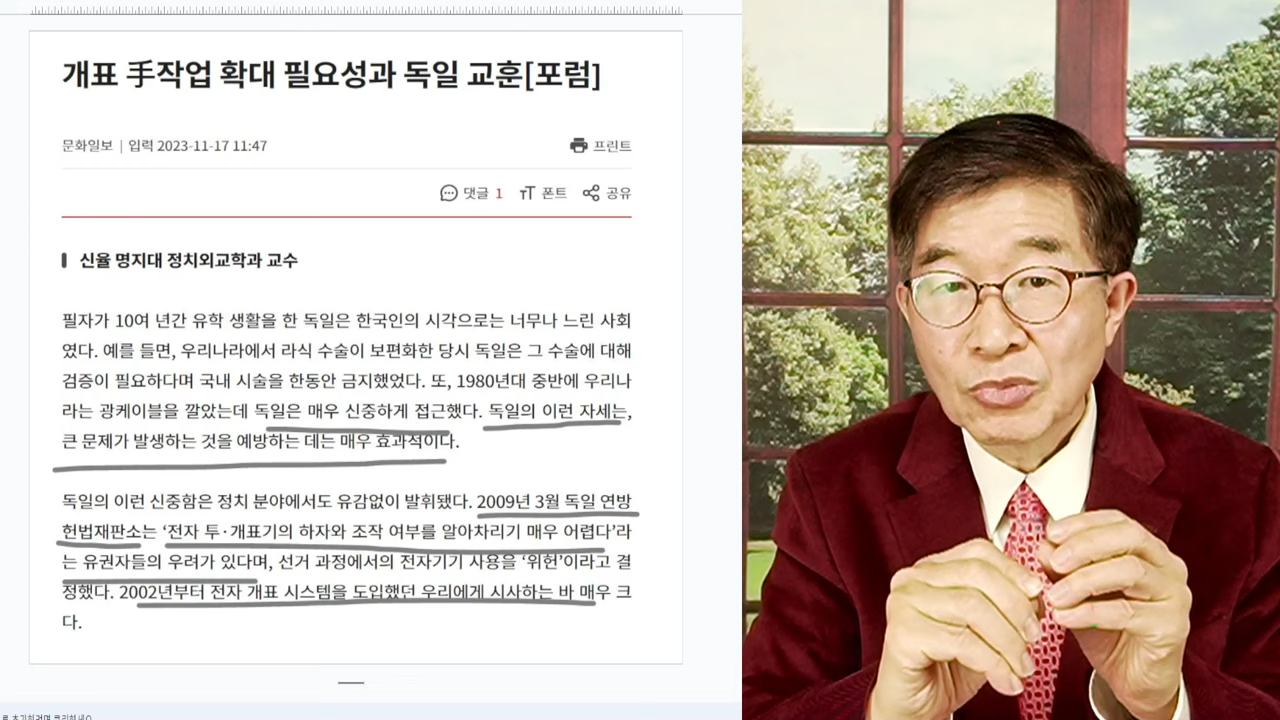 개표 手작업 확대 필요성과 독일 교훈[포럼]
문화일보 | 입력 2023-11-17 11:47
프린트
댓글 1 폰트 공유
신율 명지대 정치외교학과 교수
필자가 10여 년간 유학 생활을 한 독일은 한국인의 시각으로는 너무나 느린 사회
였다. 예를 들면, 우리나라에서 라식 수술이 보편화한 당시 독일은 그 수술에 대해
검증이 필요하다며 국내 시술을 한동안 금지했었다. 또, 1980년대 중반에 우리나
라는 광케이블을 깔았는데 독일은 매우 신중하게 접근했다. 독일의 이런 자세는,
큰 문제가 발생하는 것을 예방하는 데는 매우 효과적이다.
독일의 이런 신중함은 정치 분야에서도 유감없이 발휘됐다. 2009년 3월 독일 연방
헌법재판소는 ‘전자 투·개표기의 하자와 조작 여부를 알아차리기 매우 어렵다’라
는 유권자들의 우려가 있다며, 선거 과정에서의 전자기기 사용을 ‘위헌’이라고 결
정했다. 2002년부터 전자 개표 시스템을 도입했던 우리에게 시사하는 바 매우 크
다.